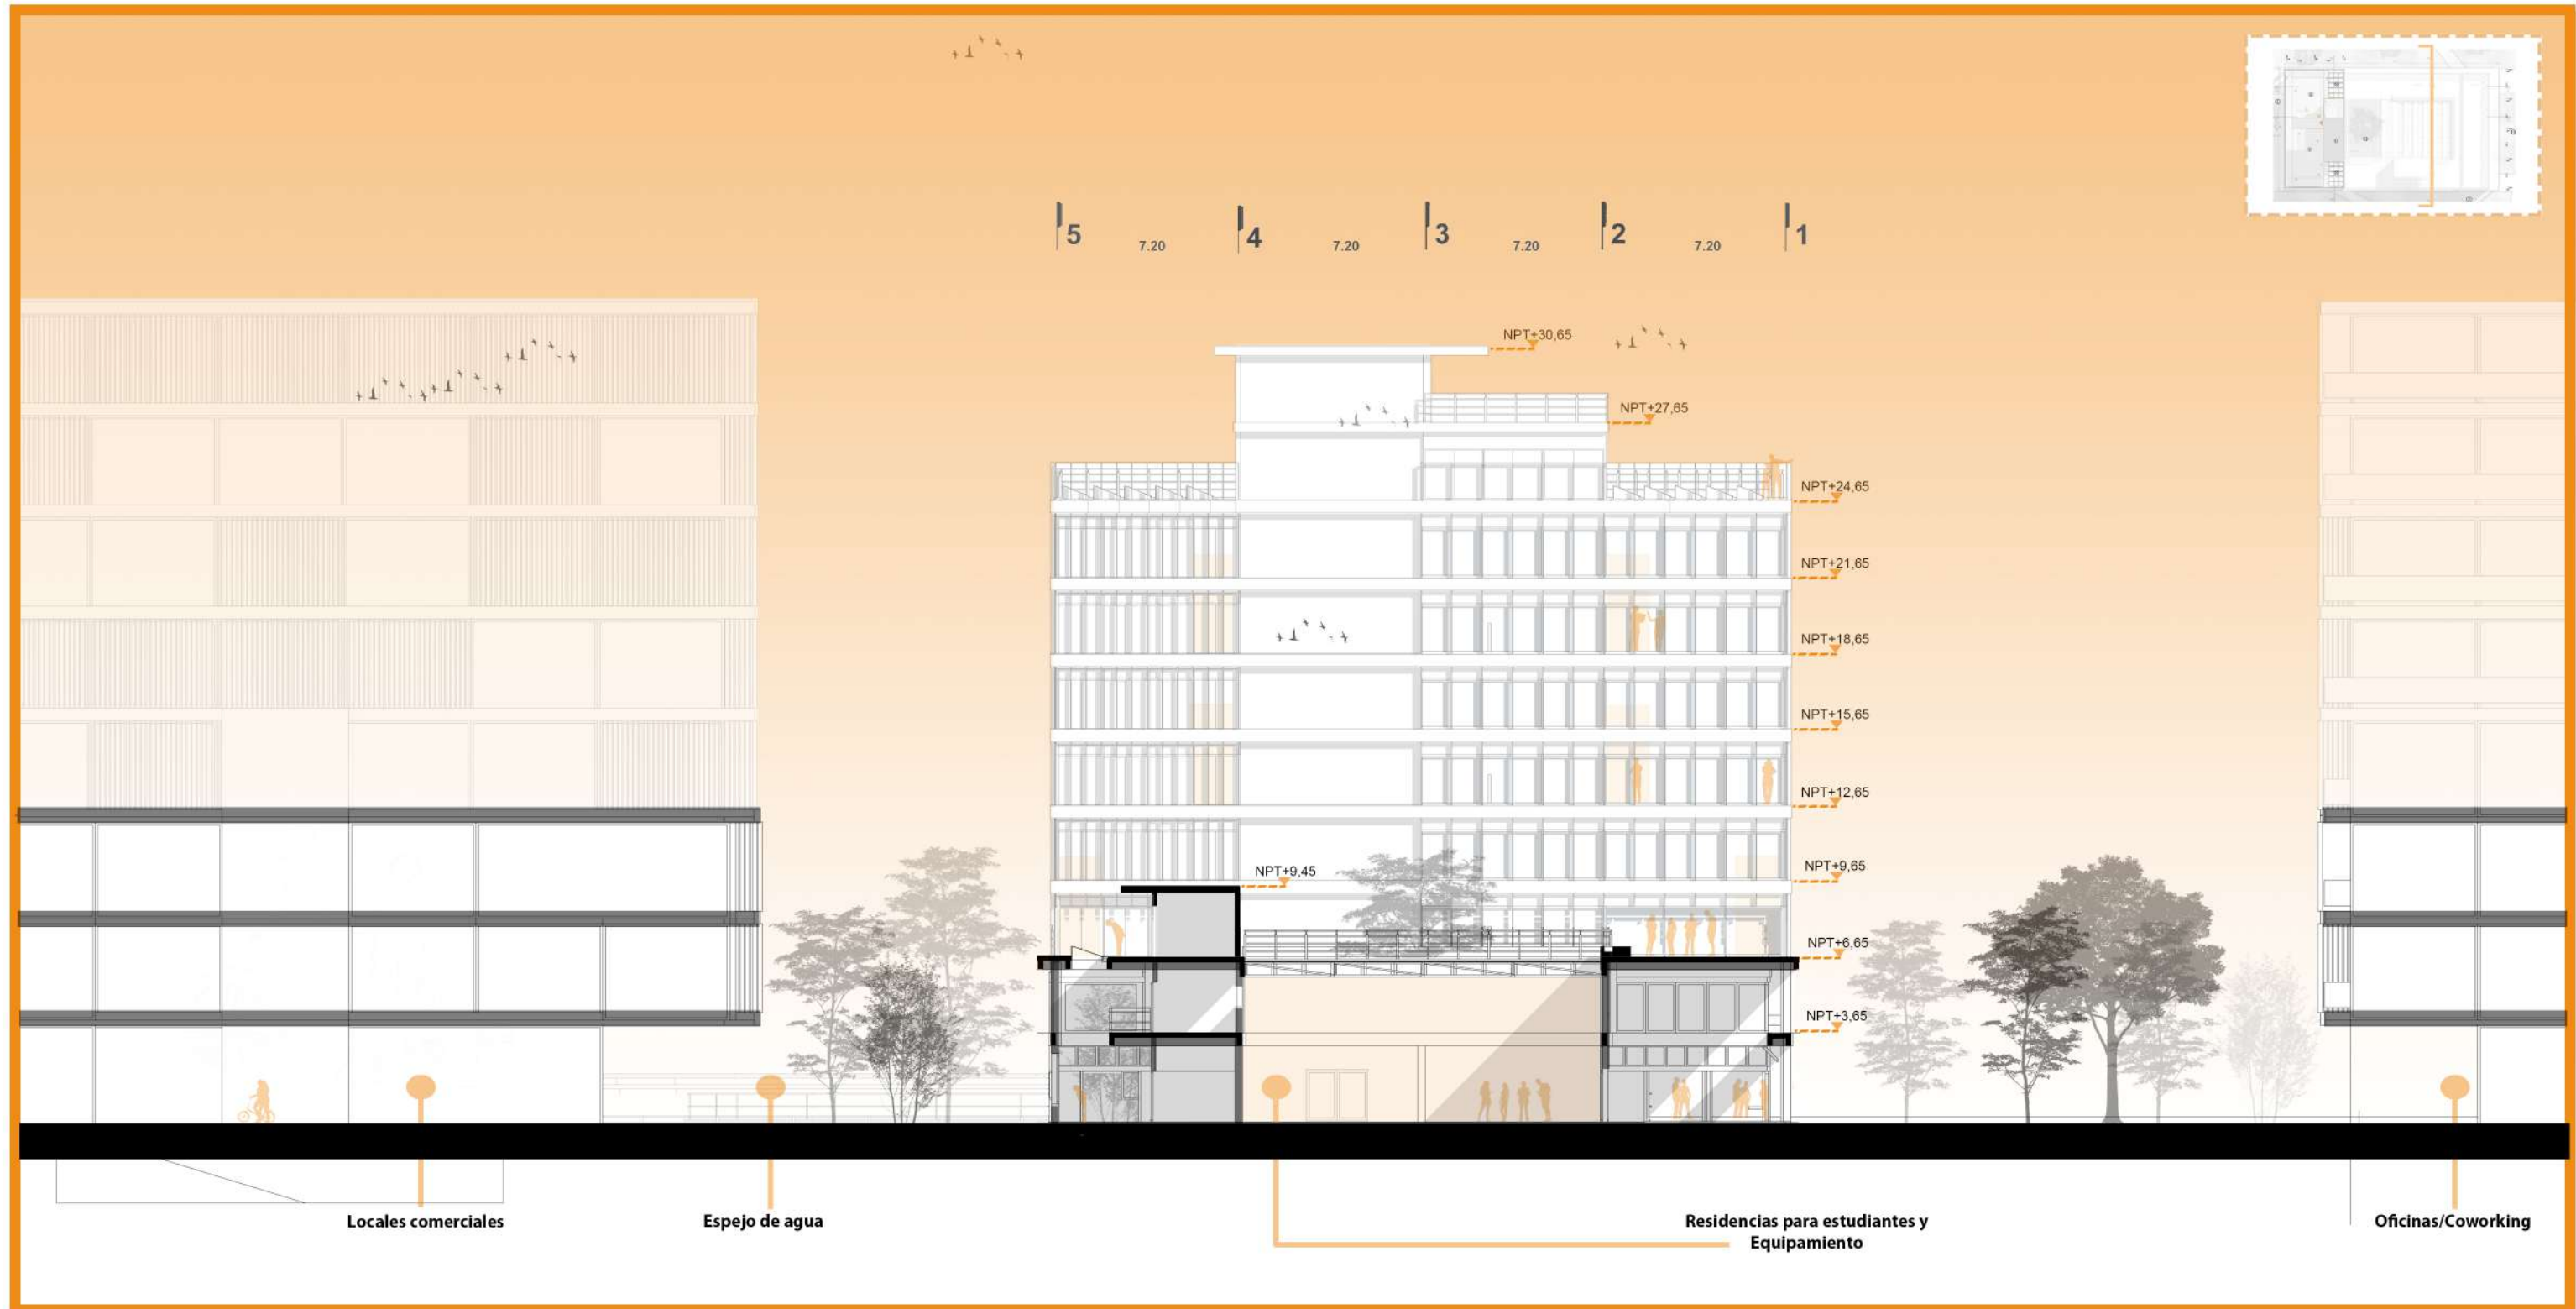 5
7.20
4
7.20
3
7.20
2
7.20
1
NPT+30,65
NPT+27,65
NPT+24,65
NPT+21,65
NPT+18,65
NPT+15,65
NPT+12,65
NPT+9,65
NPT+9,45
NPT+6,65
NPT+3,65
Locales comerciales
Espejo de agua
Residencias para estudiantes y
Equipamiento
Oficinas/Coworking